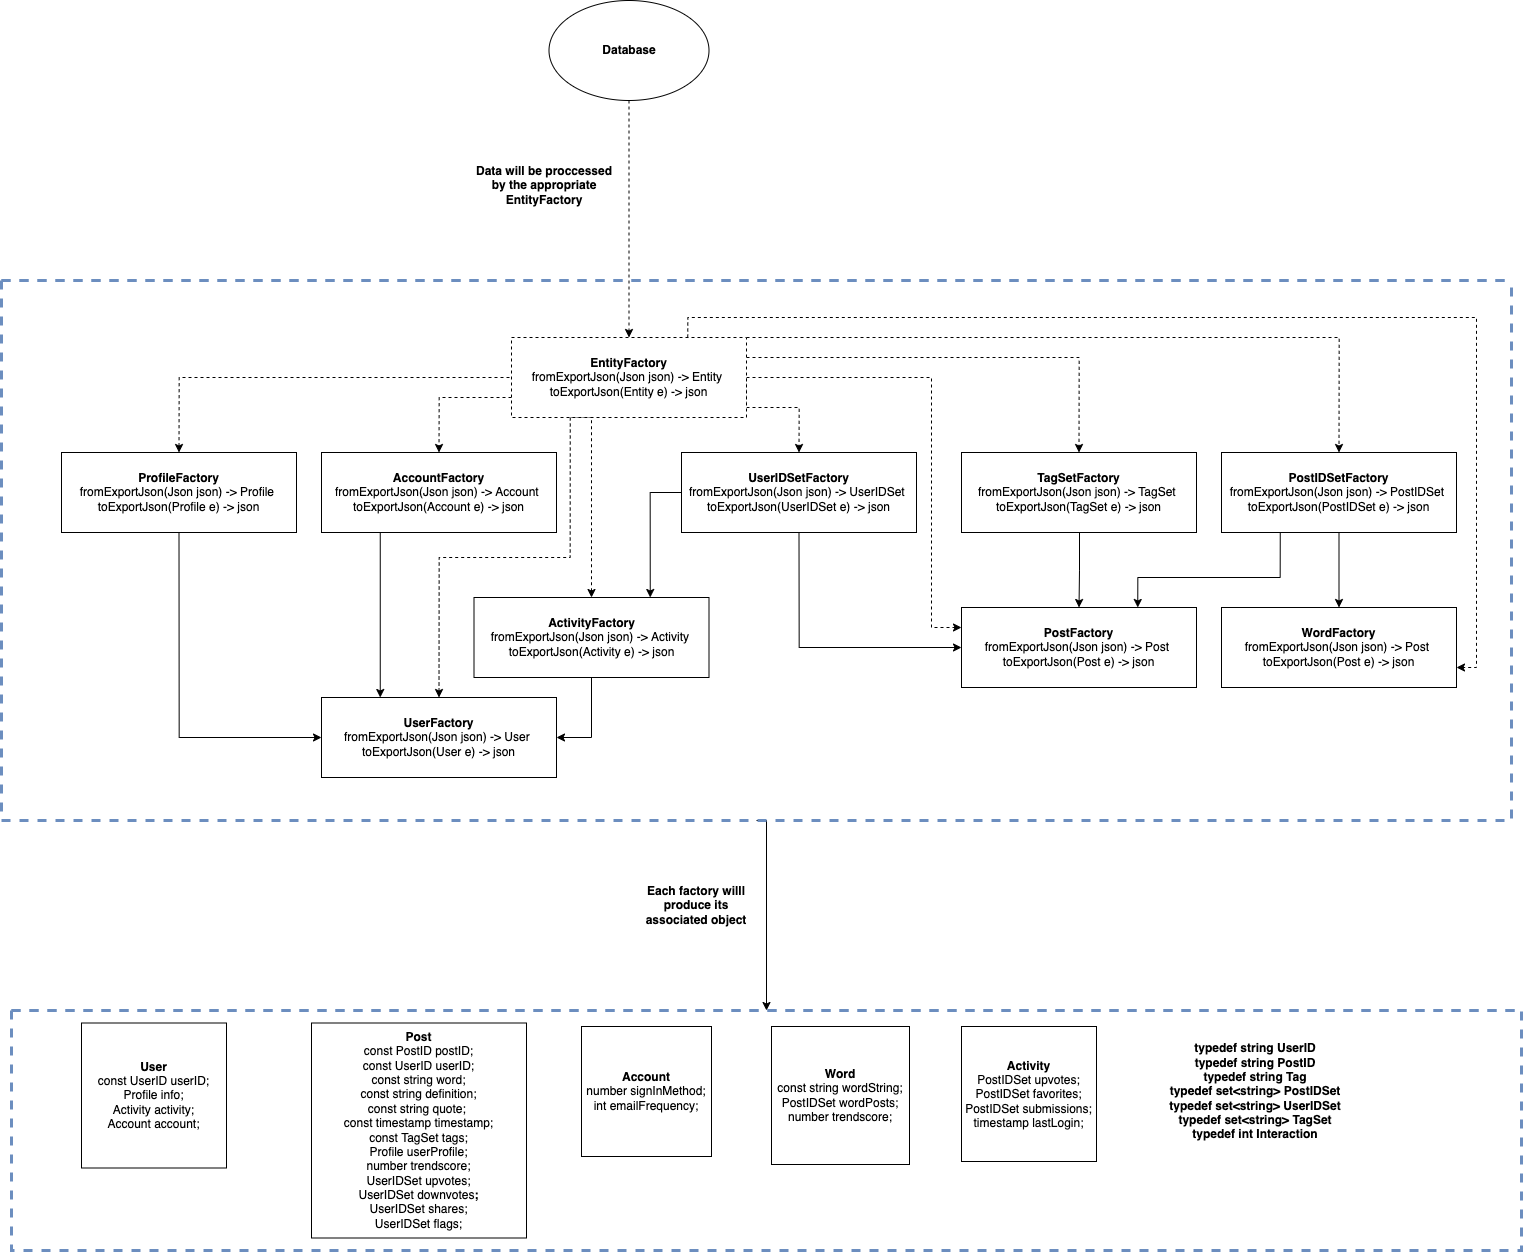 Database
Data will be proccessed
by the appropriate
EntityFactory
EntityFactory
fromExportJson(Json json) -> Entity
toExportJson(Entity e) -> json
ProfileFactory
fromExportJson(Json json) -> Profile
toExportJson(Profile e) -> json
AccountFactory
fromExportJson(Json json) -> Account
toExportJson(Account e) -> json
UserIDSetFactory
fromExportJson(Json json) -> UserIDSet
toExportJson(UserIDSet e) -> json
TagSetFactory
fromExportJson(Json json) -> TagSet
toExportJson(TagSet e) -> json
PostIDSetFactory
fromExportJson(Json json) -> PostIDSet
toExportJson(PostIDSet e) -> json
ActivityFactory
fromExportJson(Json json) -> Activity
toExportJson(Activity e) -> json
PostFactory
fromExportJson(Json json) -> Post
toExportJson(Post e) -> json
WordFactory
fromExportJson(Json json) -> Post
toExportJson(Post e) -> json
UserFactory
fromExportJson(Json json) -> User
toExportJson(User e) -> json
Each factory willl
produce its
associated object
User
const UserID userID;
Profile info;
Activity activity;
Account account;
Post
const PostID postID;
const UserID userID;
const string word;
const string definition;
const string quote;
const timestamp timestamp;
const TagSet tags;
Profile userProfile;
number trendscore;
UserIDSet upvotes;
UserIDSet downvotes;
UserIDSet shares;
UserIDSet flags;
Account
number signInMethod;
int emailFrequency;
Word
const string wordString;
PostIDSet wordPosts;
number trendscore;
Activity
PostIDSet upvotes;
PostIDSet favorites;
PostIDSet submissions;
timestamp lastLogin;
typedef string UserID
typedef string PostID
typedef string Tag
typedef set<string> PostIDSet
typedef set<string> UserIDSet
typedef set<string> TagSet
typedef int Interaction